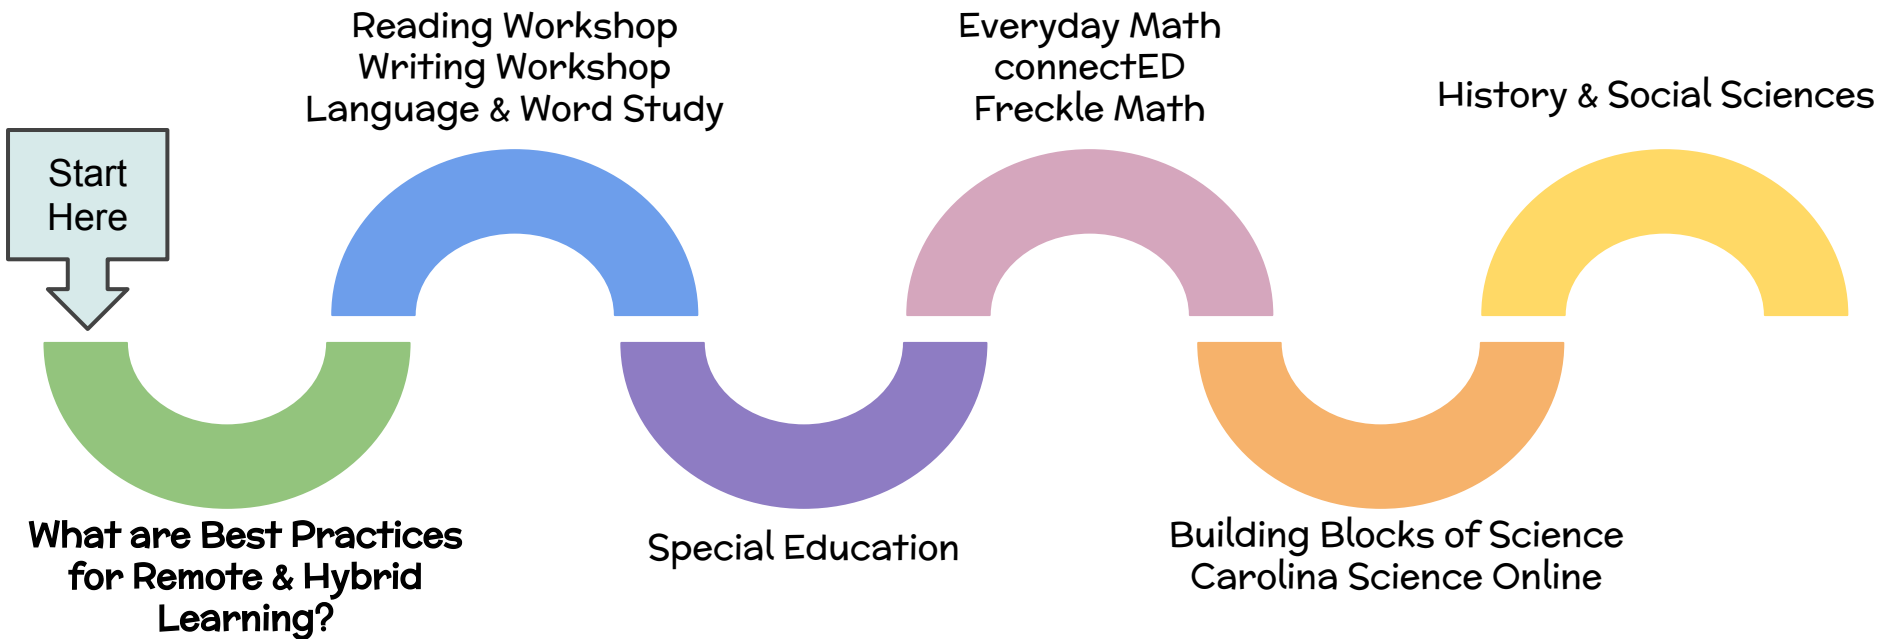 Start
Here
What are Best Practices
for Remote & Hybrid
Learning?
Reading Workshop
Writing Workshop
Language & Word Study
Special Education
Everyday Math
connectED
Freckle Math
Building Blocks of Science
Carolina Science Online
History & Social Sciences